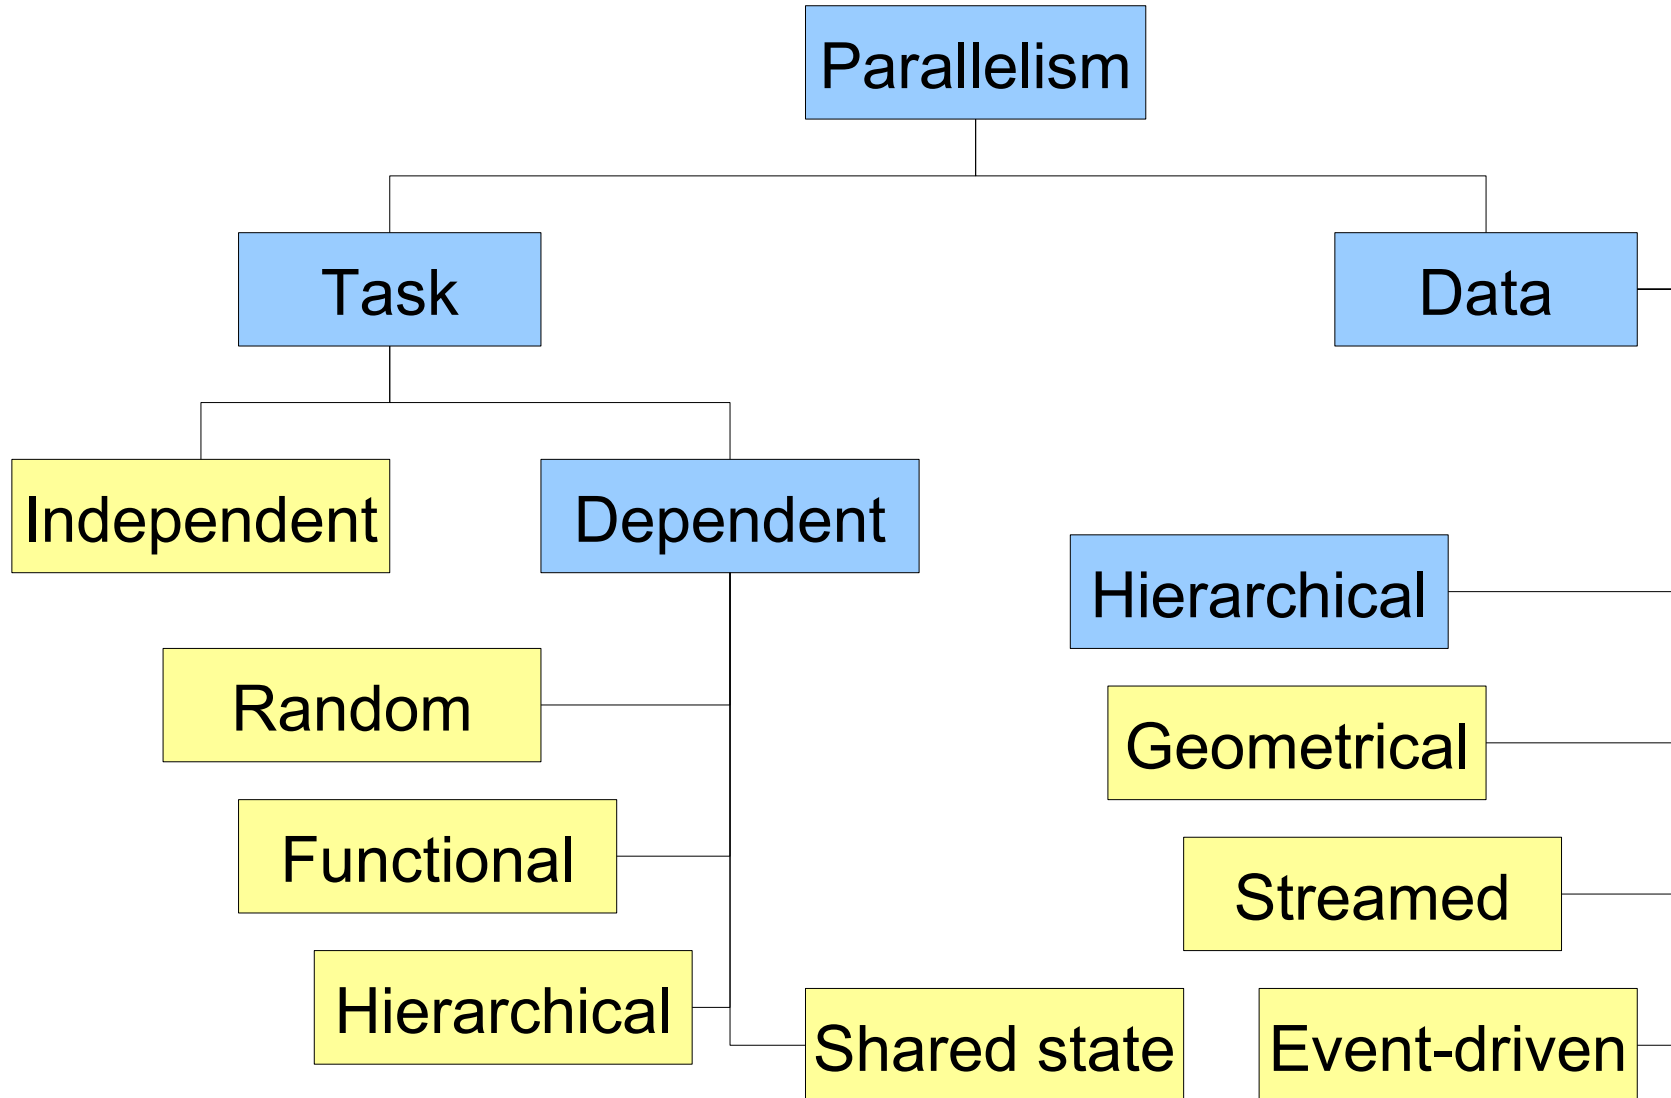 Parallelism
Task
Data
Independent
Dependent
Hierarchical
Random
Geometrical
Functional
Streamed
Hierarchical
Shared state
Event-driven